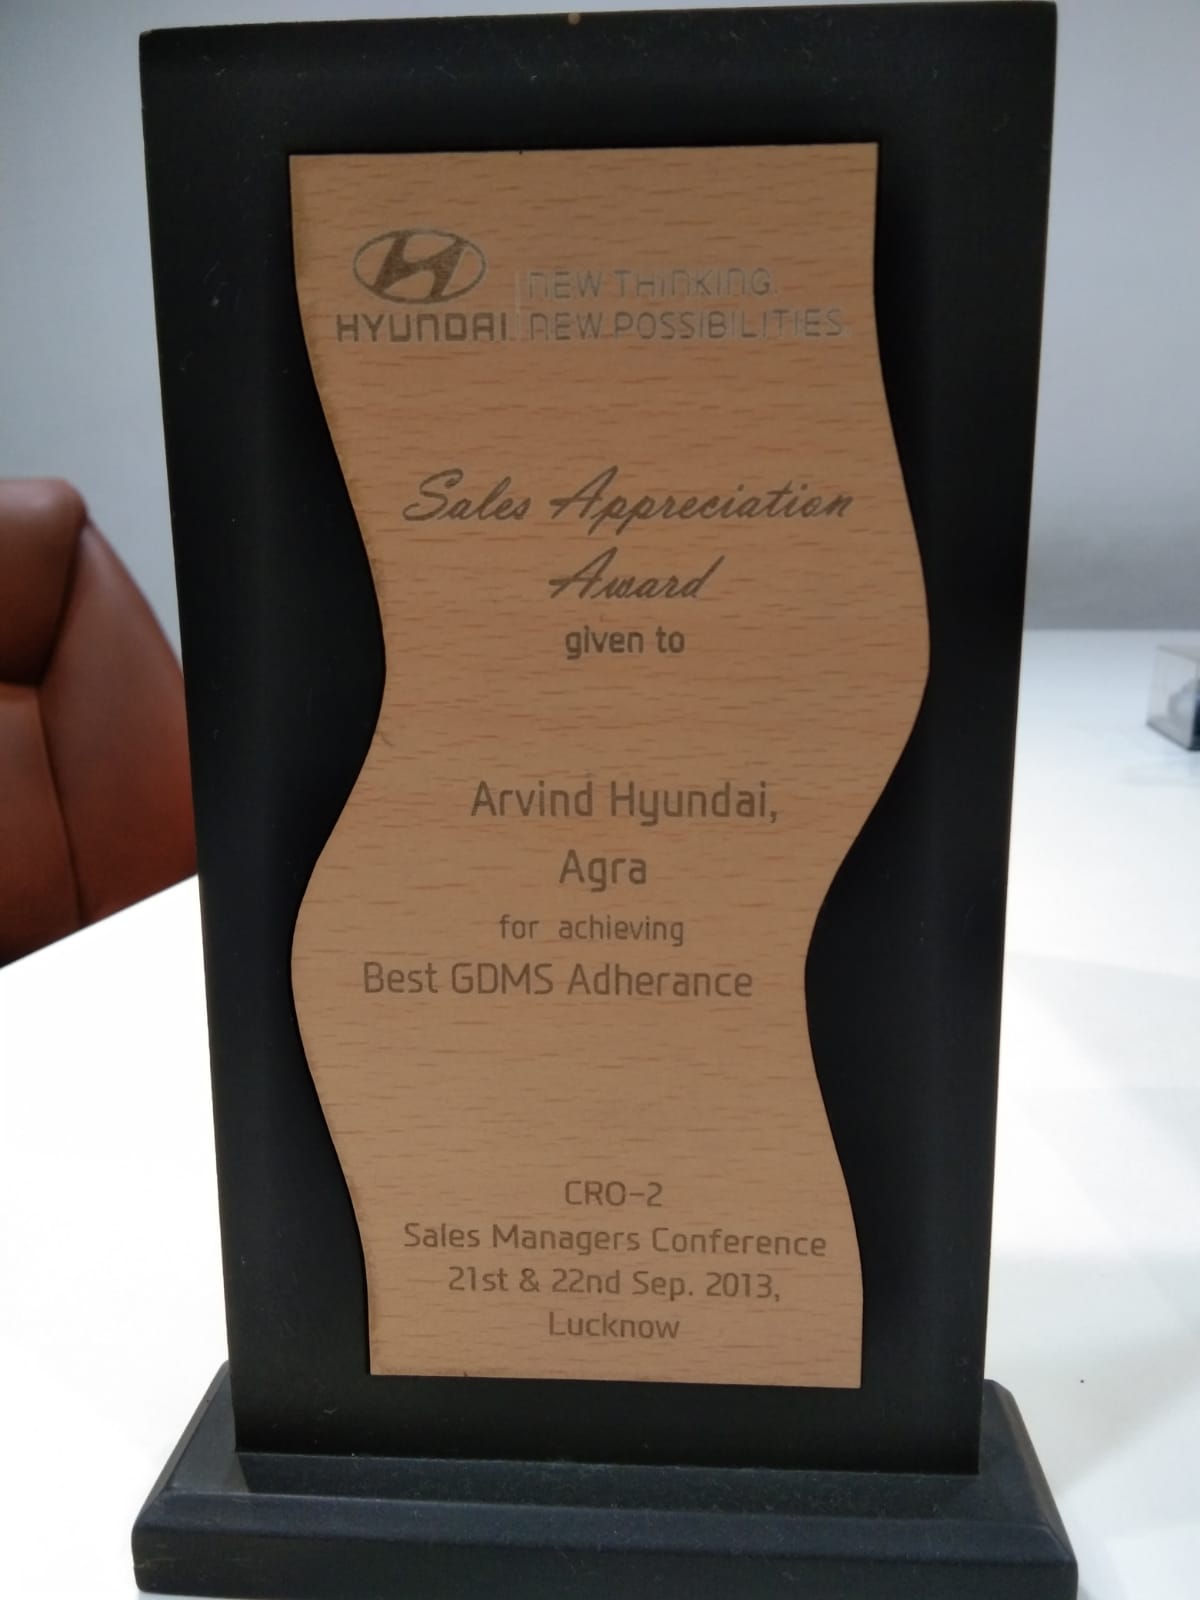 NEW THINKING.
HYUNDAI NEW POSSIBILITIES.
Sales Appreciation
Award
given to
Arvind Hyundai,
Agra
for achieving
Best GDMS Adherance
CRO-2
Sales Managers Conference
21st & 22nd Sep. 2013,
Lucknow